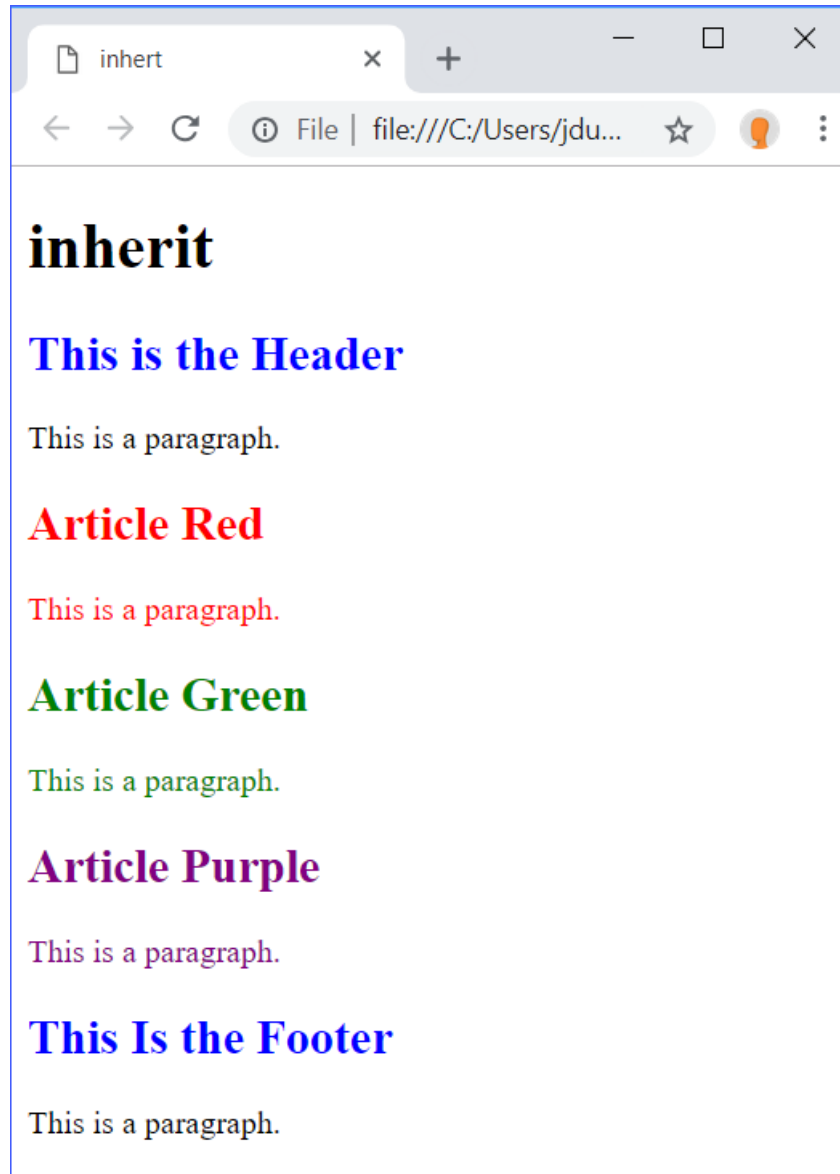 inhert
File | file:///C:/Users/jdu...
inherit
This is the Header
This is a paragraph.
Article Red
This is a paragraph.
Article Green
This is a paragraph.
Article Purple
This is a paragraph.
This Is the Footer
This is a paragraph.